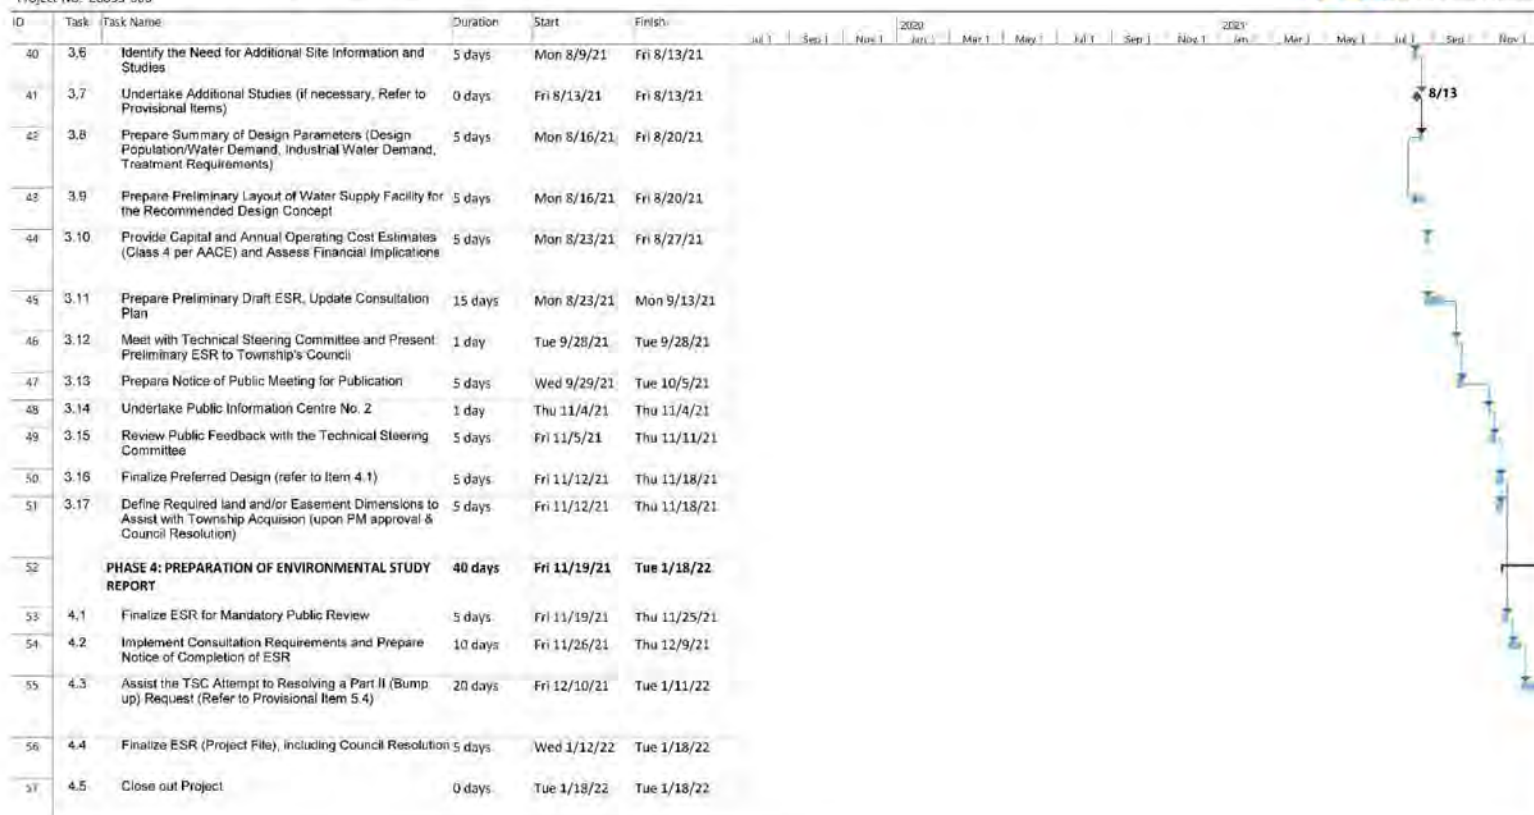 ID Task Task Name Duration Start Finish
2020 2021
Jul 1 Sep 1 Nov 1 Jan 1 Mar 1 May 1 Jul 1 Sep 1 Nov 1 Jan Mar 1 May 1 Jul 1 Sep Nov 1
40 3.6 Identify the Need for Additional Site Information and 5 days Mon 8/9/21 Fri 8/13/21
Studies
41 3.7 Undertake Additional Studies (if necessary, Refer to 0 days Fri 8/13/21 Fri 8/13/21 8/13
Provisional Items)
42 3.8 Prepare Summary of Design Parameters (Design 5 days Mon 8/16/21 Fri 8/20/21
Population/Water Demand, Industrial Water Demand,
Treatment Requirements)
43 3.9 Prepare Preliminary Layout of Water Supply Facility for 5 days Mon 8/16/21 Fri 8/20/21
the Recommended Design Concept
44 3.10 Provide Capital and Annual Operating Cost Estimates 5 days Mon 8/23/21 Fri 8/27/21
(Class 4 per AACE) and Assess Financial Implications
45 3.11 Prepare Preliminary Draft ESR, Update Consultation 15 days Mon 8/23/21 Mon 9/13/21
Plan
46 3.12 Meet with Technical Steering Committee and Present 1 day Tue 9/28/21 Tue 9/28/21
Preliminary ESR to Township's Council
47 3.13 Prepare Notice of Public Meeting for Publication 5 days Wed 9/29/21 Tue 10/5/21
48 3.14 Undertake Public Information Centre No. 2 1 day Thu 11/4/21 Thu 11/4/21
49 3.15 Review Public Feedback with the Technical Steering 5 days Fri 11/5/21 Thu 11/11/21
Committee
50 3.16 Finalize Preferred Design (refer to Item 4.1) 5 days Fri 11/12/21 Thu 11/18/21
51 3.17 Define Required land and/or Easement Dimensions to 5 days Fri 11/12/21 Thu 11/18/21
Assist with Township Acquision (upon PM approval &
Council Resolution)
52 PHASE 4: PREPARATION OF ENVIRONMENTAL STUDY 40 days Fri 11/19/21 Tue 1/18/22
REPORT
53 4.1 Finalize ESR for Mandatory Public Review 5 days Fri 11/19/21 Thu 11/25/21
54 4.2 Implement Consultation Requirements and Prepare 10 days Fri 11/26/21 Thu 12/9/21
Notice of Completion of ESR
55 4.3 Assist the TSC Attempt to Resolving a Part II (Bump 20 days Fri 12/10/21 Tue 1/11/22
up) Request (Refer to Provisional Item 5.4)
56 4.4 Finalize ESR (Project File), including Council Resolution 5 days Wed 1/12/22 Tue 1/18/22
57 4.5 Close out Project 0 days Tue 1/18/22 Tue 1/18/22